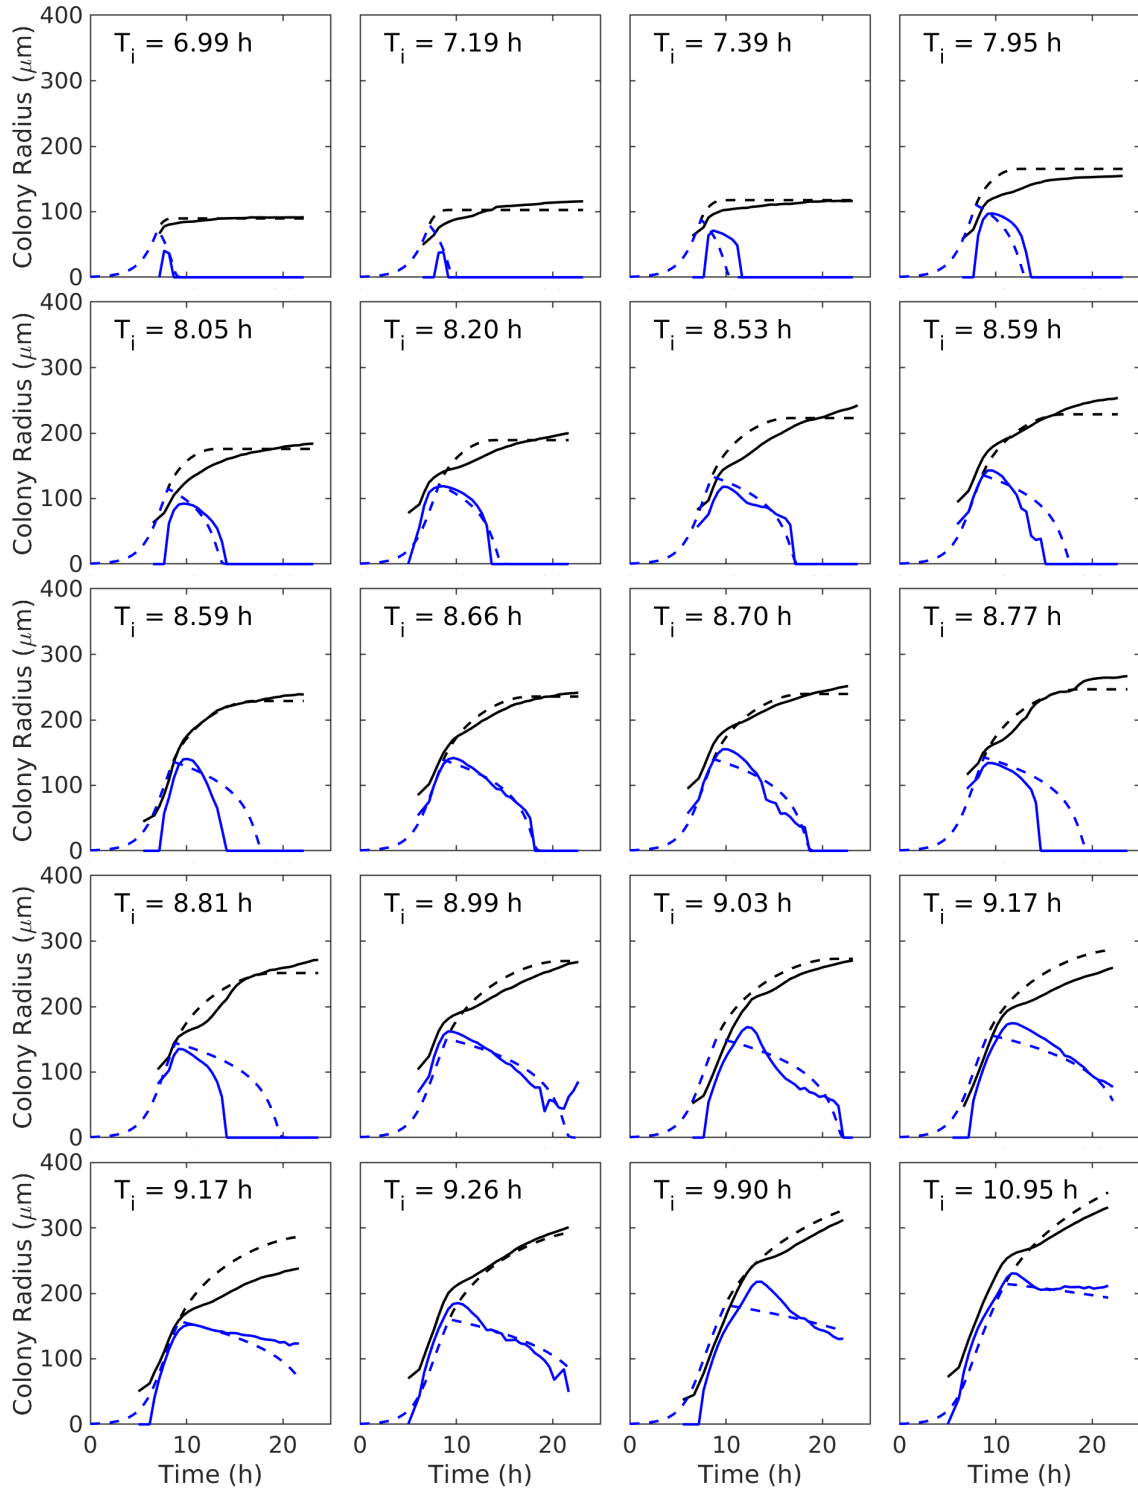 400
300
200
100
0
Colony Radius (μm)
T_i = 6.99 h
T_i = 7.19 h
T_i = 7.39 h
T_i = 7.95 h
400
300
200
100
0
Colony Radius (μm)
T_i = 8.05 h
T_i = 8.20 h
T_i = 8.53 h
T_i = 8.59 h
400
300
200
100
0
Colony Radius (μm)
T_i = 8.59 h
T_i = 8.66 h
T_i = 8.70 h
T_i = 8.77 h
400
300
200
100
0
Colony Radius (μm)
T_i = 8.81 h
T_i = 8.99 h
T_i = 9.03 h
T_i = 9.17 h
400
300
200
100
0
Colony Radius (μm)
T_i = 9.17 h
T_i = 9.26 h
T_i = 9.90 h
T_i = 10.95 h
0 10 20
0 10 20
0 10 20
0 10 20
Time (h)
Time (h)
Time (h)
Time (h)